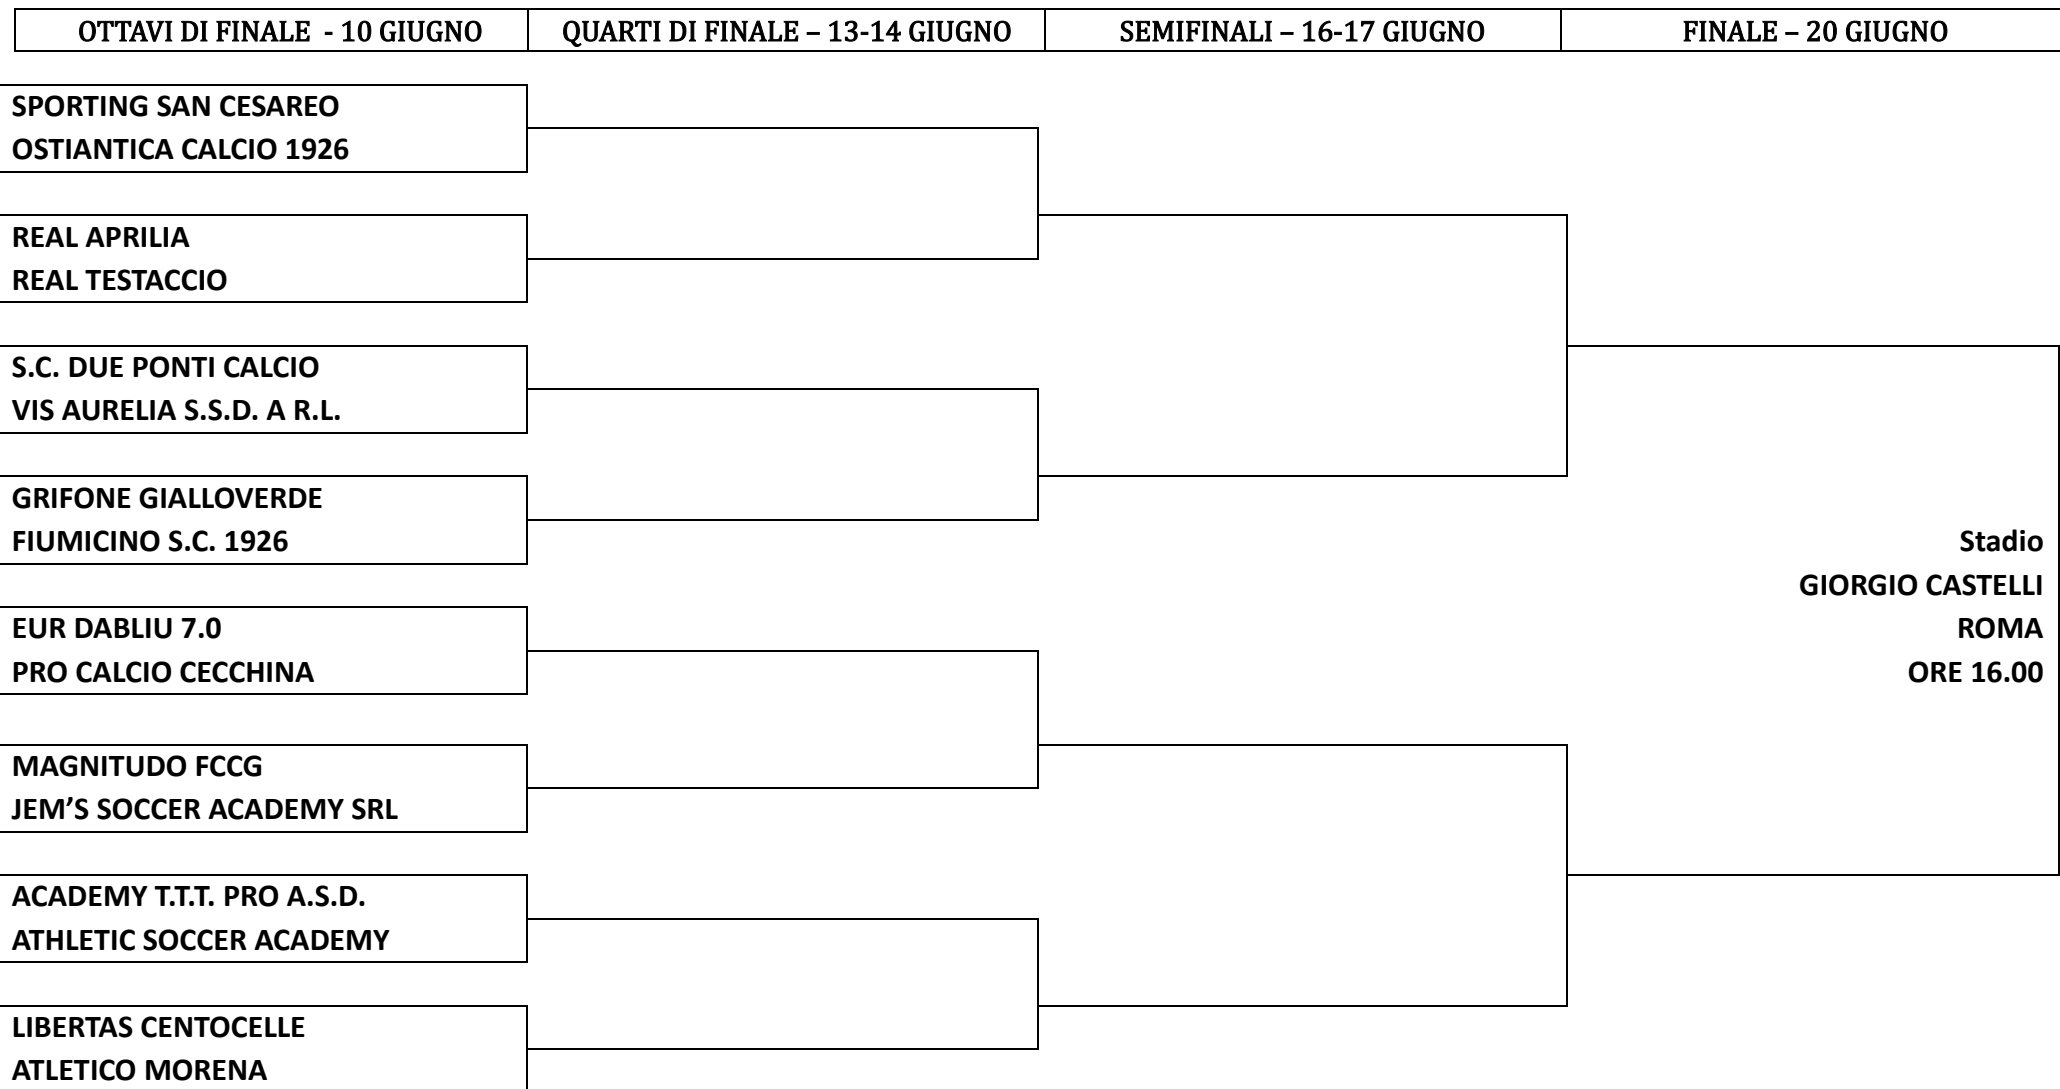 OTTAVI DI FINALE - 10 GIUGNO
QUARTI DI FINALE – 13-14 GIUGNO
SEMIFINALI – 16-17 GIUGNO
FINALE – 20 GIUGNO
SPORTING SAN CESAREO
OSTIANTICA CALCIO 1926
REAL APRILIA
REAL TESTACCIO
S.C. DUE PONTI CALCIO
VIS AURELIA S.S.D. A R.L.
GRIFONE GIALLOVERDE
FIUMICINO S.C. 1926
EUR DABLIU 7.0
PRO CALCIO CECCHINA
MAGNITUDO FCCG
JEM’S SOCCER ACADEMY SRL
ACADEMY T.T.T. PRO A.S.D.
ATHLETIC SOCCER ACADEMY
LIBERTAS CENTOCELLE
ATLETICO MORENA
Stadio
GIORGIO CASTELLI
ROMA
ORE 16.00